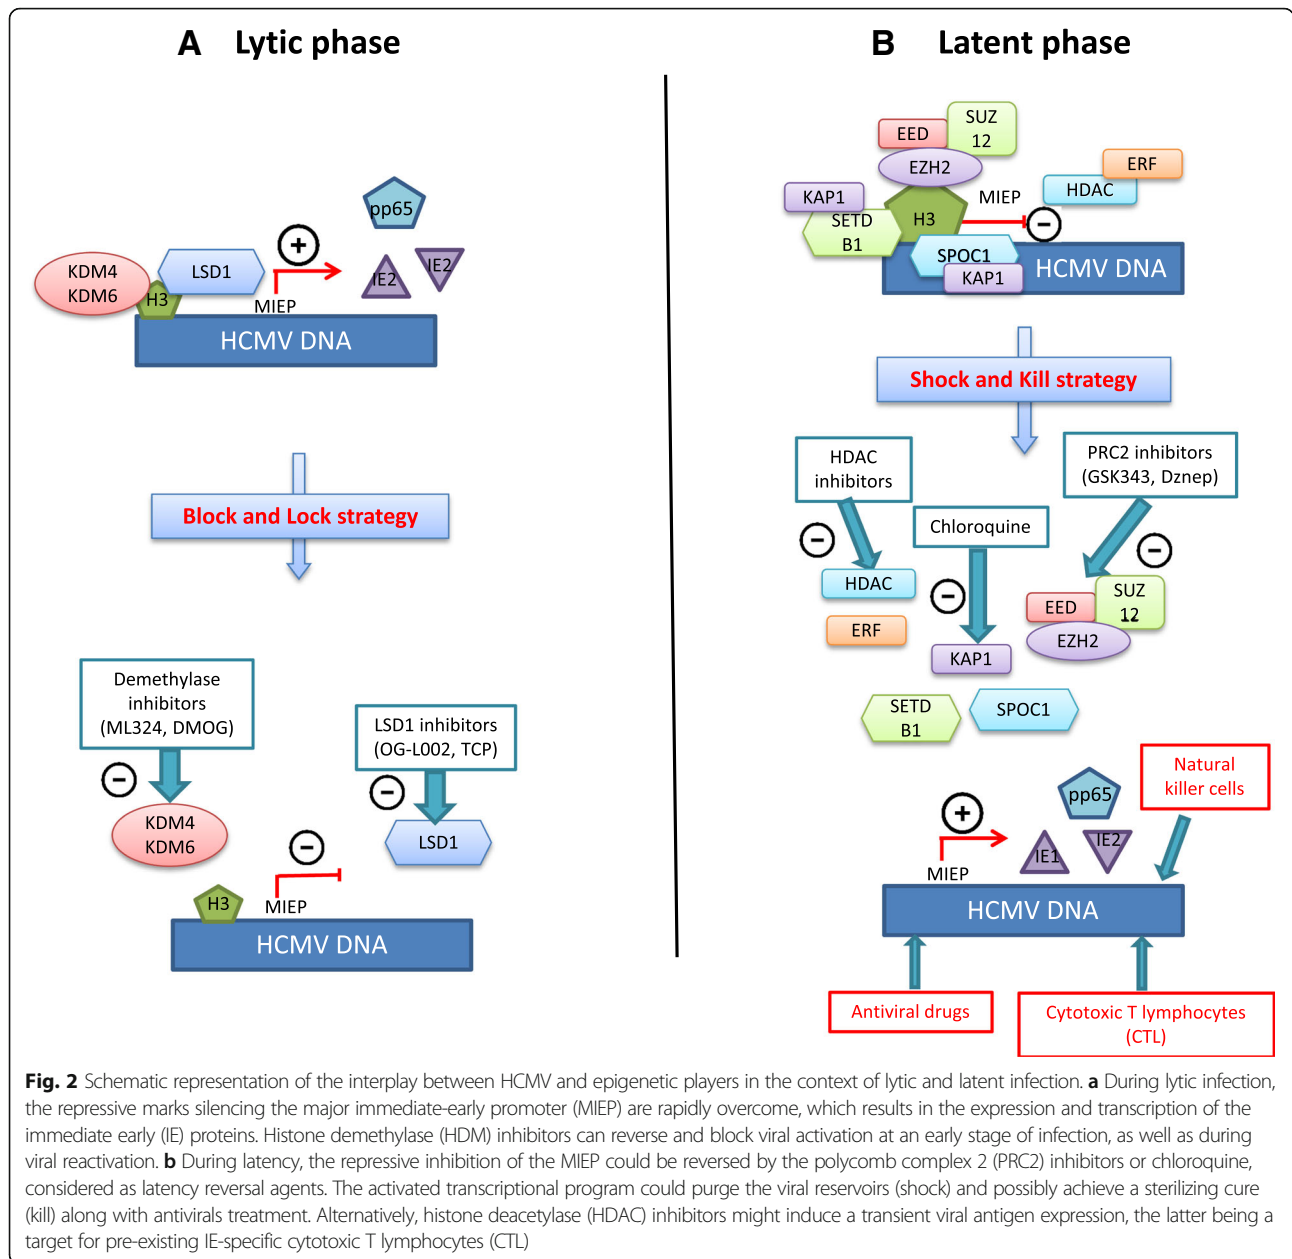 A Lytic phase
pp65
KDM4
KDM6
LSD1
H3
+
MIEP
IE2
IE2
HCMV DNA
Block and Lock strategy
Demethylase
inhibitors
(ML324, DMOG)
LSD1 inhibitors
(OG-L002, TCP)
−
−
KDM4
KDM6
LSD1
−
H3
MIEP
HCMV DNA
B Latent phase
EED
SUZ
12
EZH2
ERF
HDAC
KAP1
SETD
B1
H3
MIEP
−
SPOC1
KAP1
HCMV DNA
Shock and Kill strategy
HDAC
inhibitors
PRC2 inhibitors
(GSK343, Dznep)
Chloroquine
−
−
−
HDAC
ERF
KAP1
EED
SUZ
12
EZH2
SETD
B1
SPOC1
Natural
killer cells
pp65
+
MIEP
IE1
IE2
HCMV DNA
Antiviral drugs
Cytotoxic T lymphocytes
(CTL)
Fig. 2 Schematic representation of the interplay between HCMV and epigenetic players in the context of lytic and latent infection. a During lytic infection,
the repressive marks silencing the major immediate-early promoter (MIEP) are rapidly overcome, which results in the expression and transcription of the
immediate early (IE) proteins. Histone demethylase (HDM) inhibitors can reverse and block viral activation at an early stage of infection, as well as during
viral reactivation. b During latency, the repressive inhibition of the MIEP could be reversed by the polycomb complex 2 (PRC2) inhibitors or chloroquine,
considered as latency reversal agents. The activated transcriptional program could purge the viral reservoirs (shock) and possibly achieve a sterilizing cure
(kill) along with antivirals treatment. Alternatively, histone deacetylase (HDAC) inhibitors might induce a transient viral antigen expression, the latter being a
target for pre-existing IE-specific cytotoxic T lymphocytes (CTL)